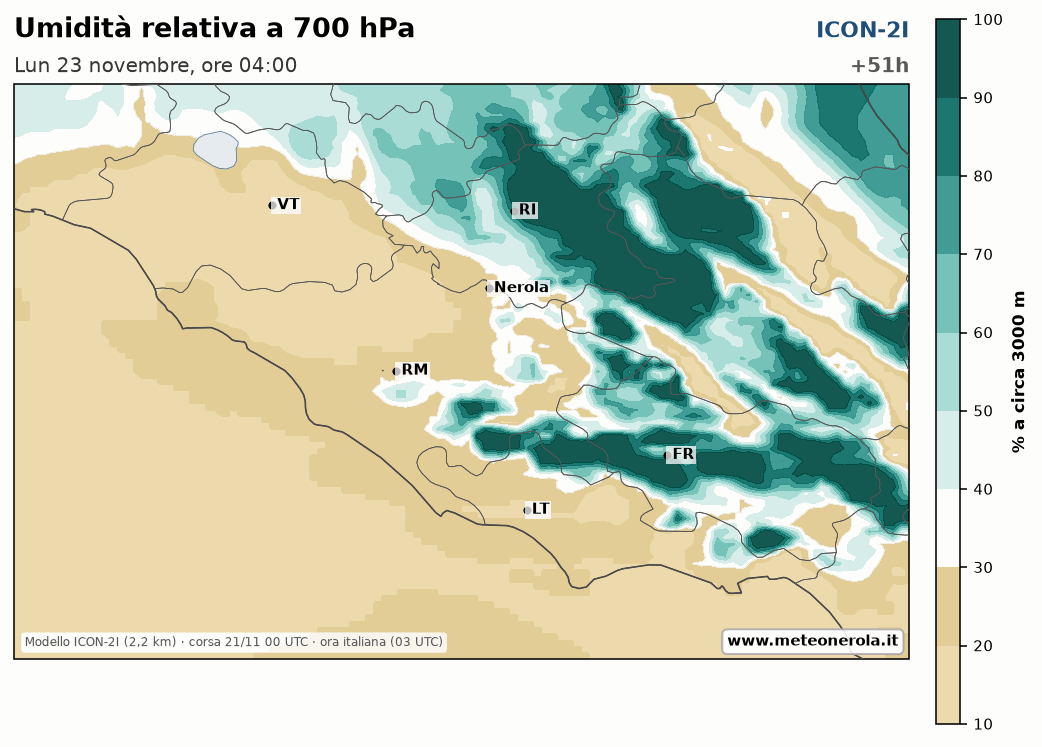 Umidità relativa a 700 hPa
ICON-2I
Lun 23 novembre, ore 04:00
+51h
100
90
80
70
60
50
40
30
20
10
% a circa 3000 m
VT
RI
Nerola
RM
FR
LT
Modello ICON-2I (2,2 km) · corsa 21/11 00 UTC · ora italiana (03 UTC)
www.meteonerola.it